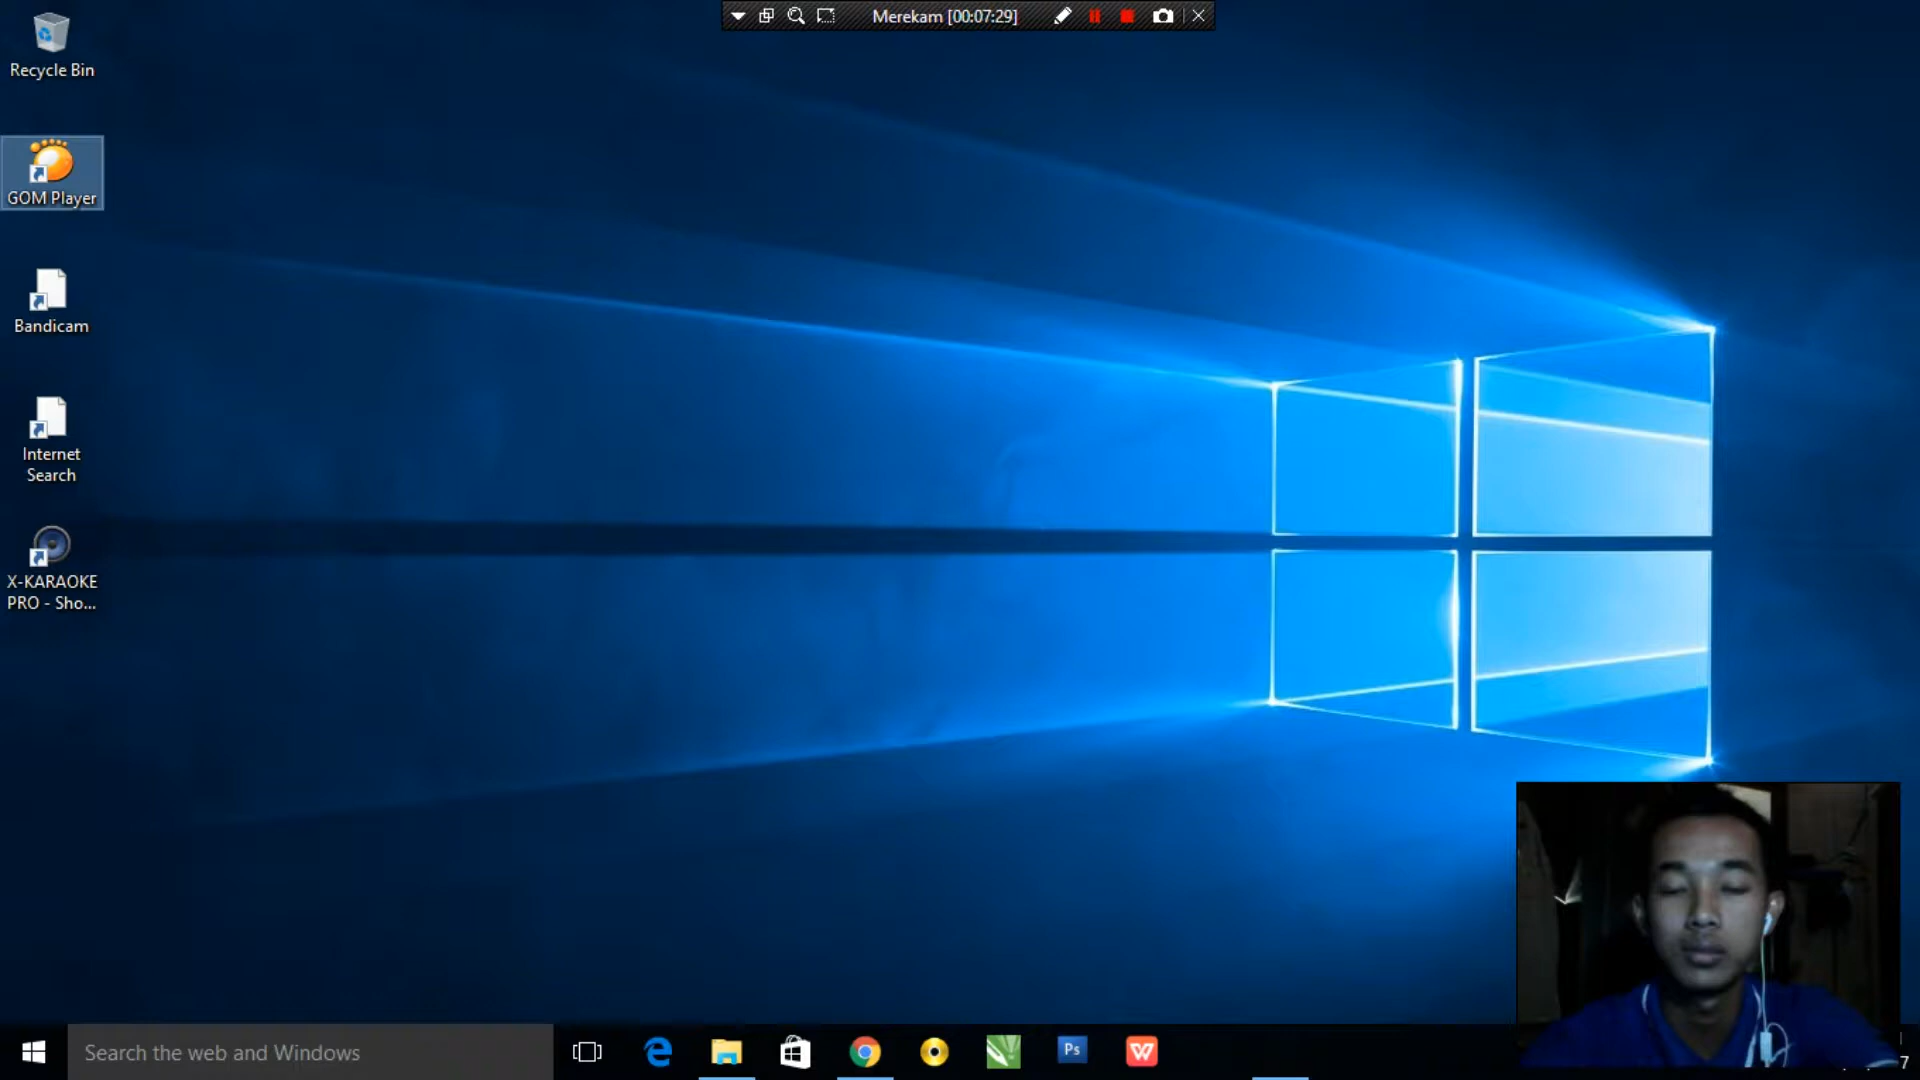 Merekam [00:07:29]
Recycle Bin
GOM Player
Bandicam
Internet
Search
X-KARAOKE
PRO - Sho...
Search the web and Windows
Ps
W
7